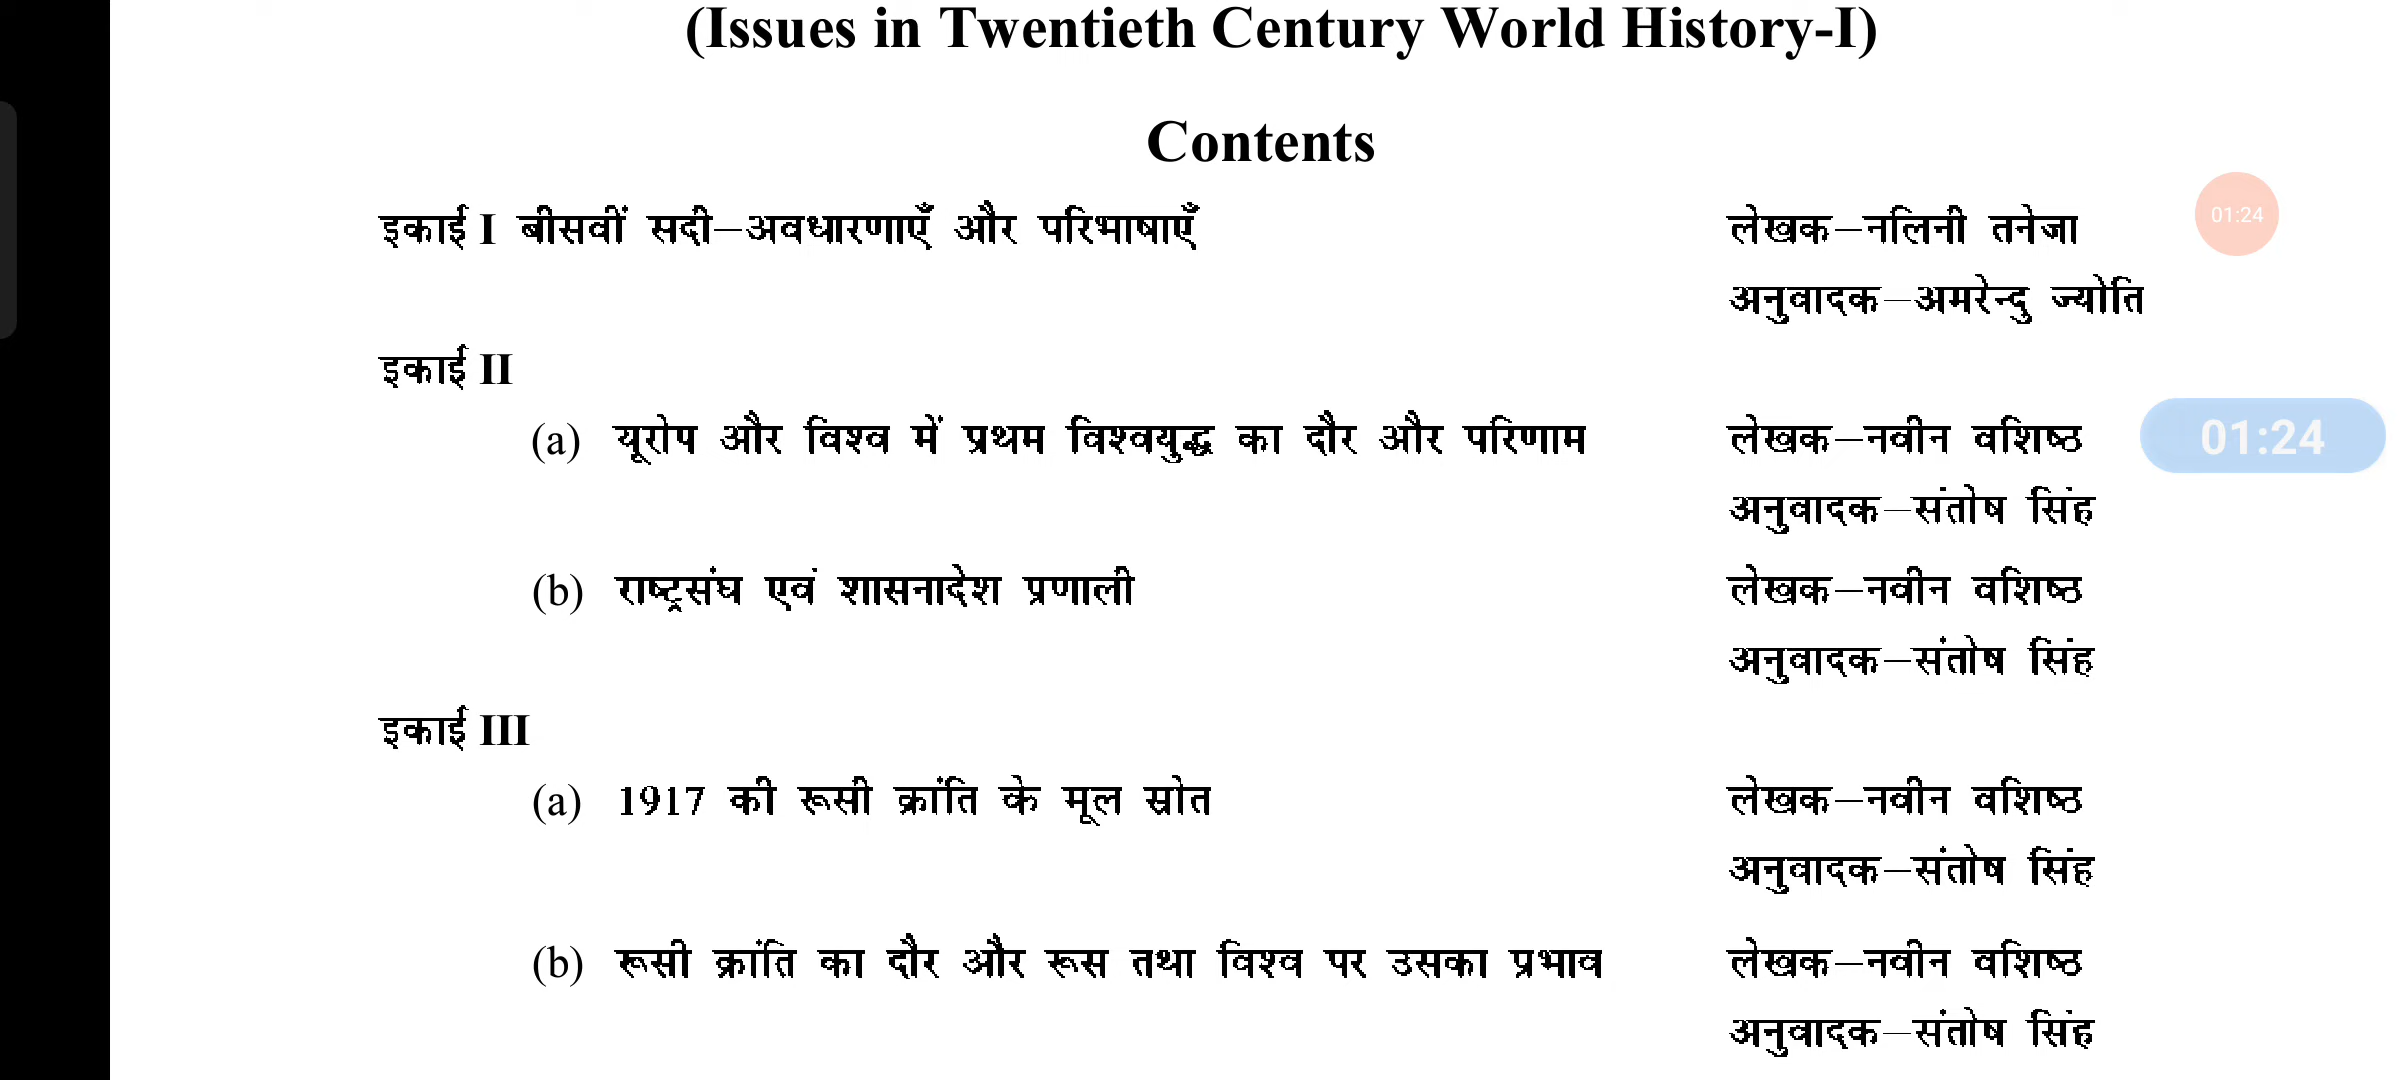 (Issues in Twentieth Century World History-I)
Contents
इकाई I बीसवीं सदी–अवधारणाएँ और परिभाषाएँ लेखक–नलिनी तनेजा
01:24
अनुवादक–अमरेन्दु ज्योति
इकाई II
(a) यूरोप और विश्व में प्रथम विश्वयुद्ध का दौर और परिणाम लेखक–नवीन वशिष्ठ
01:24
अनुवादक–संतोष सिंह
(b) राष्ट्रसंघ एवं शासनादेश प्रणाली लेखक–नवीन वशिष्ठ
अनुवादक–संतोष सिंह
इकाई III
(a) 1917 की रूसी क्रांति के मूल स्रोत लेखक–नवीन वशिष्ठ
अनुवादक–संतोष सिंह
(b) रूसी क्रांति का दौर और रूस तथा विश्व पर उसका प्रभाव लेखक–नवीन वशिष्ठ
अनुवादक–संतोष सिंह